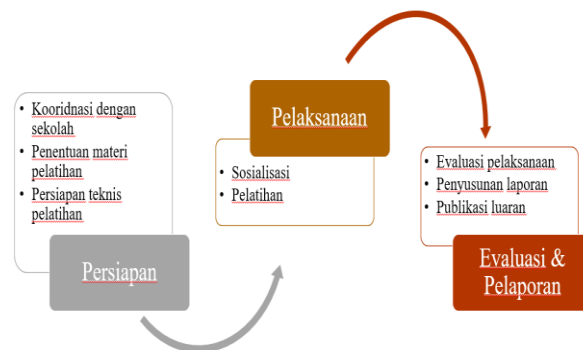 • Kooridnasi dengan
sekolah
• Penentuan materi
pelatihan
• Persiapan teknis
pelatihan
Persiapan
Pelaksanaan
• Sosialisasi
• Pelatihan
• Evaluasi pelaksanaan
• Penyusunan laporan
• Publikasi luaran
Evaluasi &
Pelaporan